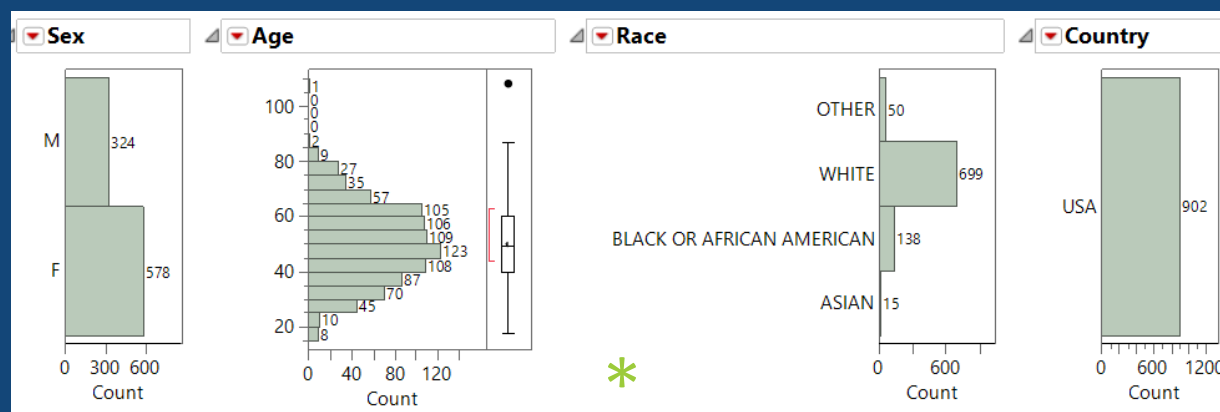 Sex
M
324
F
578
0 300 600
Count
Age
100
80
60
40
20
1
0
0
0
2
9
27
35
57
105
106
109
123
108
87
70
45
10
8
0 40 80 120
Count
*
Race
OTHER
50
WHITE
699
BLACK OR AFRICAN AMERICAN
138
ASIAN
15
0 600
Count
Country
USA
902
0 600 1200
Count